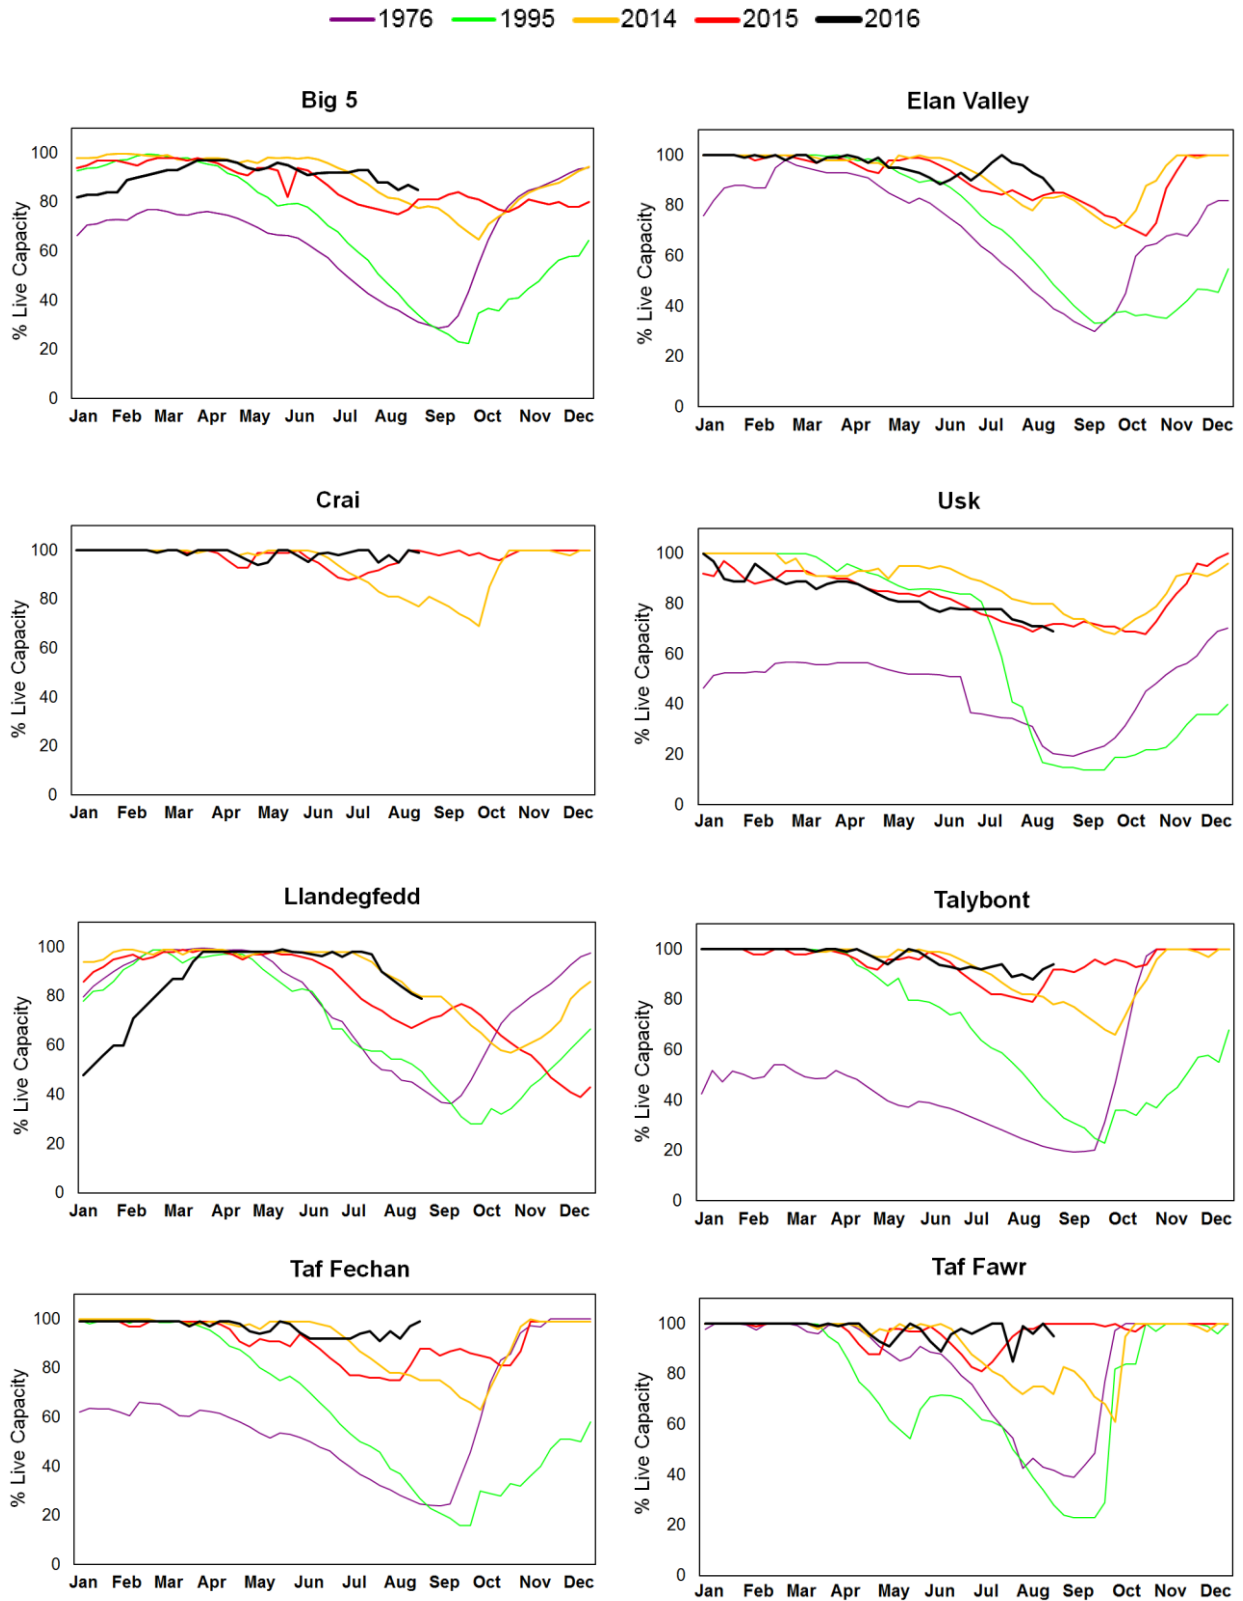 1976 1995 2014 2015 2016
Big 5
% Live Capacity
100
80
60
40
20
0
Jan Feb Mar Apr May Jun Jul Aug Sep Oct Nov Dec
Elan Valley
% Live Capacity
100
80
60
40
20
0
Jan Feb Mar Apr May Jun Jul Aug Sep Oct Nov Dec
Crai
% Live Capacity
100
80
60
40
20
0
Jan Feb Mar Apr May Jun Jul Aug Sep Oct Nov Dec
Usk
% Live Capacity
100
80
60
40
20
0
Jan Feb Mar Apr May Jun Jul Aug Sep Oct Nov Dec
Llandegfedd
% Live Capacity
100
80
60
40
20
0
Jan Feb Mar Apr May Jun Jul Aug Sep Oct Nov Dec
Talybont
% Live Capacity
100
80
60
40
20
0
Jan Feb Mar Apr May Jun Jul Aug Sep Oct Nov Dec
Taf Fechan
% Live Capacity
100
80
60
40
20
0
Jan Feb Mar Apr May Jun Jul Aug Sep Oct Nov Dec
Taf Fawr
% Live Capacity
100
80
60
40
20
0
Jan Feb Mar Apr May Jun Jul Aug Sep Oct Nov Dec